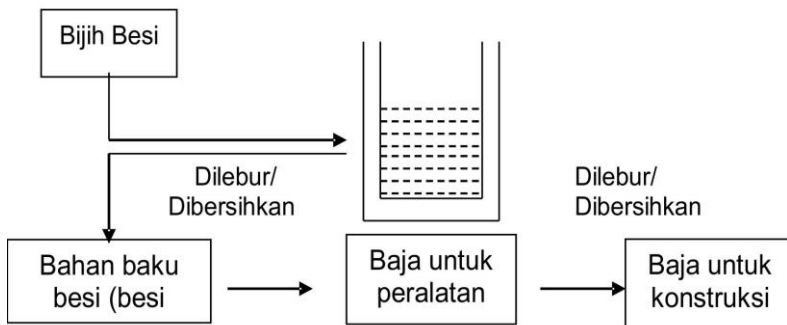 Bijih Besi
Dilebur/
Dibersihkan
Dilebur/
Dibersihkan
Bahan baku
besi (besi
Baja untuk
peralatan
Baja untuk
konstruksi